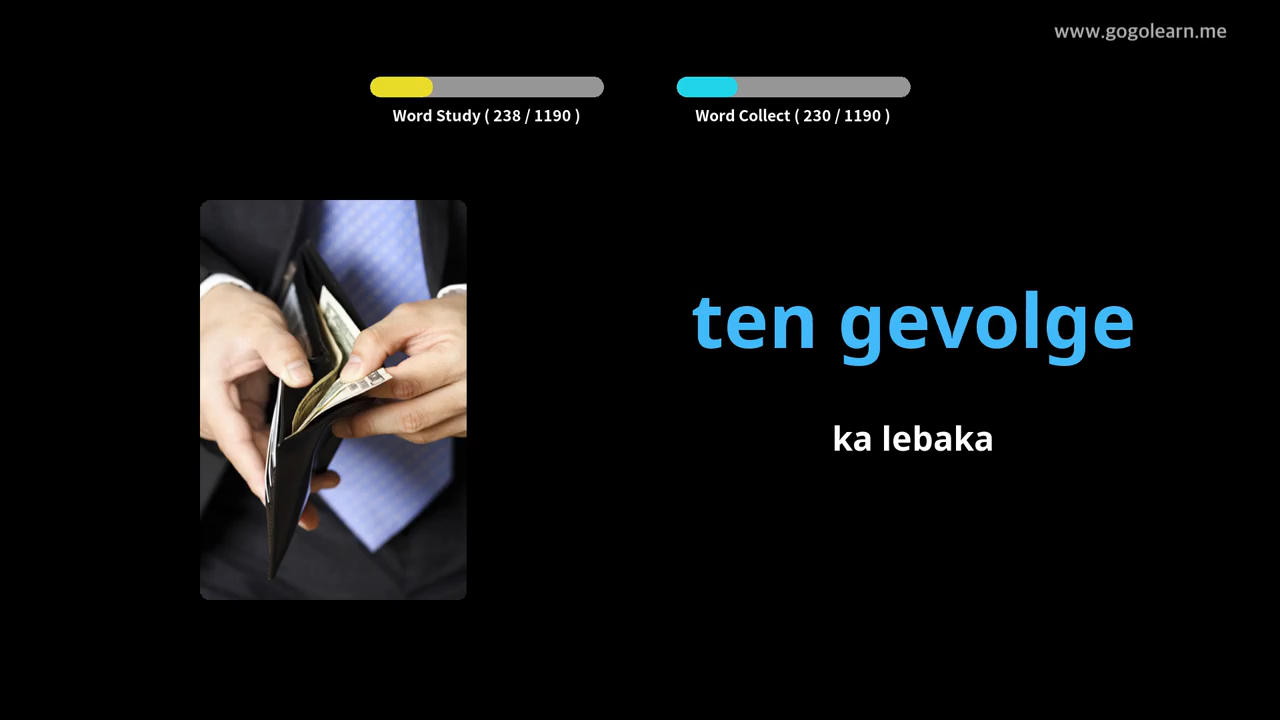 www.gogolearn.me
Word Study ( 238 / 1190 )
Word Collect ( 230 / 1190 )
ten gevolge
ka lebaka